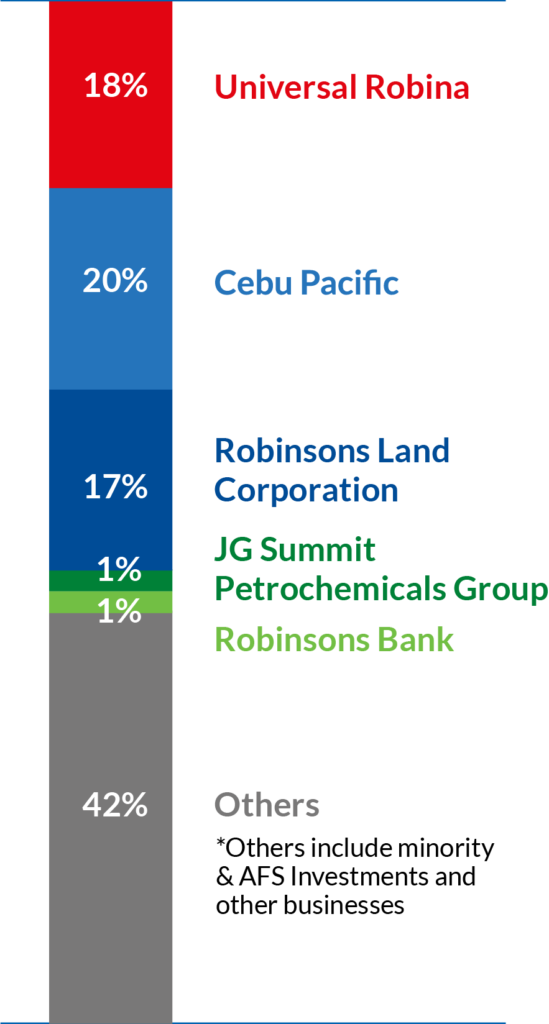 18%
Universal Robina
20%
Cebu Pacific
Robinsons Land
17%
Corporation
1%
JG Summit
Petrochemicals Group
1%
Robinsons Bank
42%
Others
*Others include minority
& AFS Investments and
other businesses